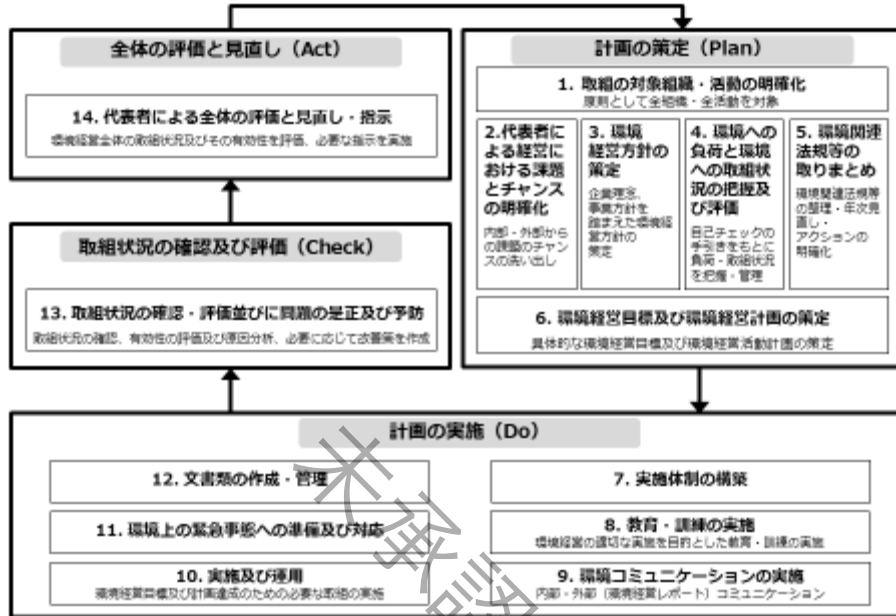 全体の評価と見直し（Act）
14. 代表者による全体の評価と見直し・指示
環境経営全体の取組状況及びその有効性を評価、必要な指示を実施
取組状況の確認及び評価（Check）
13. 取組状況の確認・評価並びに問題の是正及び予防
取組状況の確認、有効性の評価及び原因分析、必要に応じて改善策を作成
計画の策定（Plan）
1. 取組の対象組織・活動の明確化
原則として全組織・全活動を対象
2.代表者に
よる経営に
おける課題
とチャンス
の明確化
内部・外部から
の課題のチャン
スの洗い出し
3. 環境
経営方針の
策定
企業理念、
事業方針を
踏まえた環境経
営方針の
策定
4. 環境への
負荷と環境
への取組状
況の把握及
び評価
自己チェックの
手引きをもとに
負荷・取組状況
を把握・管理
5. 環境関連
法規等の
取りまとめ
環境関連法規等
の整理・年次見
直し・
アクションの
明確化
6. 環境経営目標及び環境経営計画の策定
具体的な環境経営目標及び環境経営活動計画の策定
計画の実施（Do）
12. 文書類の作成・管理
11. 環境上の緊急事態への準備及び対応
10. 実施及び運用
環境経営目標及び計画達成のための必要な取組の実施
7. 実施体制の構築
8. 教育・訓練の実施
環境経営の適切な実施を目的とした教育・訓練の実施
9. 環境コミュニケーションの実施
内部・外部（環境経営レポート）コミュニケーション
未承認